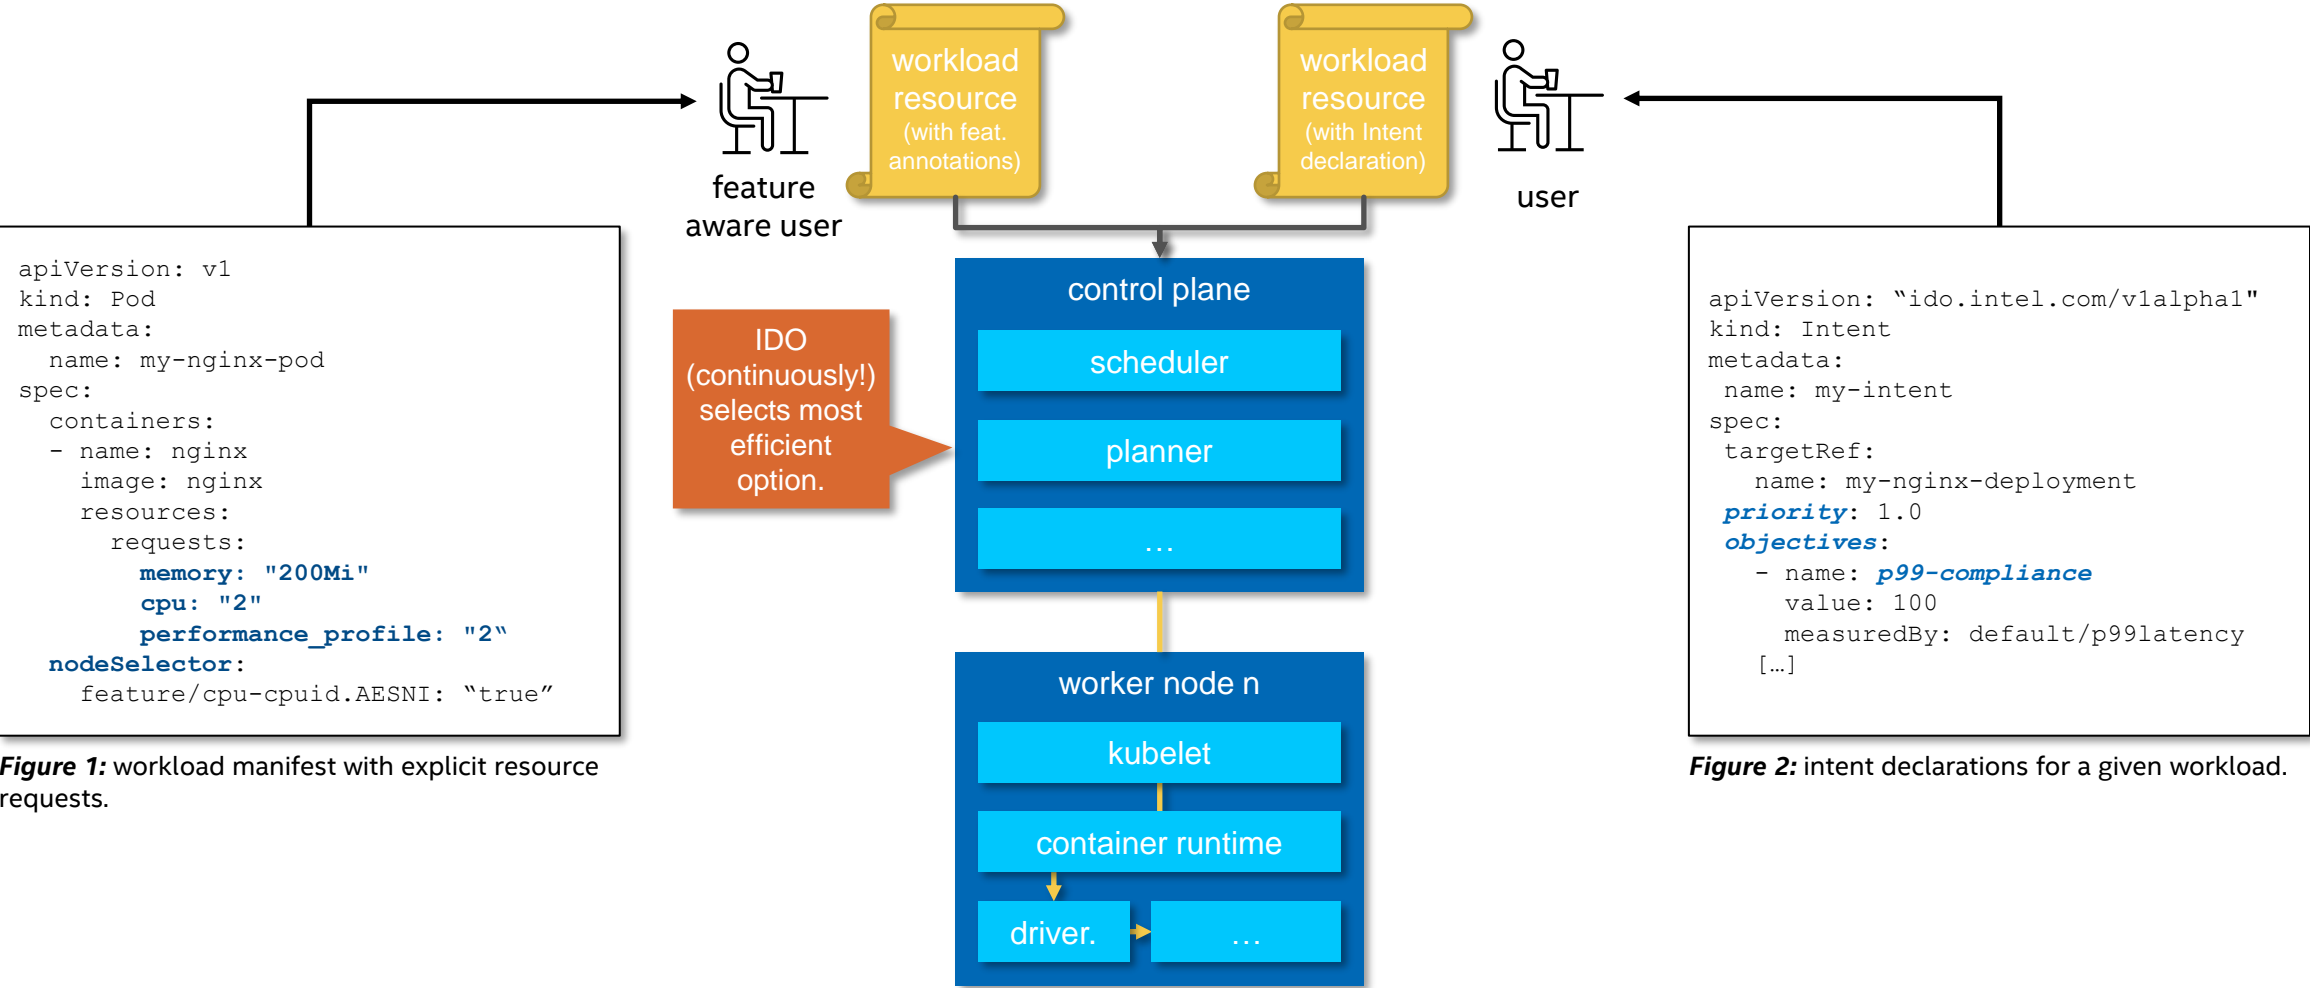 workload
resource
(with feat.
annotations)
workload
resource
(with Intent
declaration)
feature
aware user
user
apiVersion: v1
kind: Pod
metadata:
  name: my-nginx-pod
spec:
  containers:
  - name: nginx
    image: nginx
    resources:
      requests:
        memory: "200Mi"
        cpu: "2"
        performance_profile: "2“
  nodeSelector:
    feature/cpu-cpuid.AESNI: “true”
Figure 1: workload manifest with explicit resource
requests.
IDO
(continuously!)
selects most
efficient
option.
control plane
scheduler
planner
…
worker node n
kubelet
container runtime
driver.
…
apiVersion: “ido.intel.com/v1alpha1"
kind: Intent
metadata:
 name: my-intent
spec:
 targetRef:
   name: my-nginx-deployment
 priority: 1.0
 objectives:
   - name: p99-compliance
     value: 100
     measuredBy: default/p99latency
   […]
Figure 2: intent declarations for a given workload.